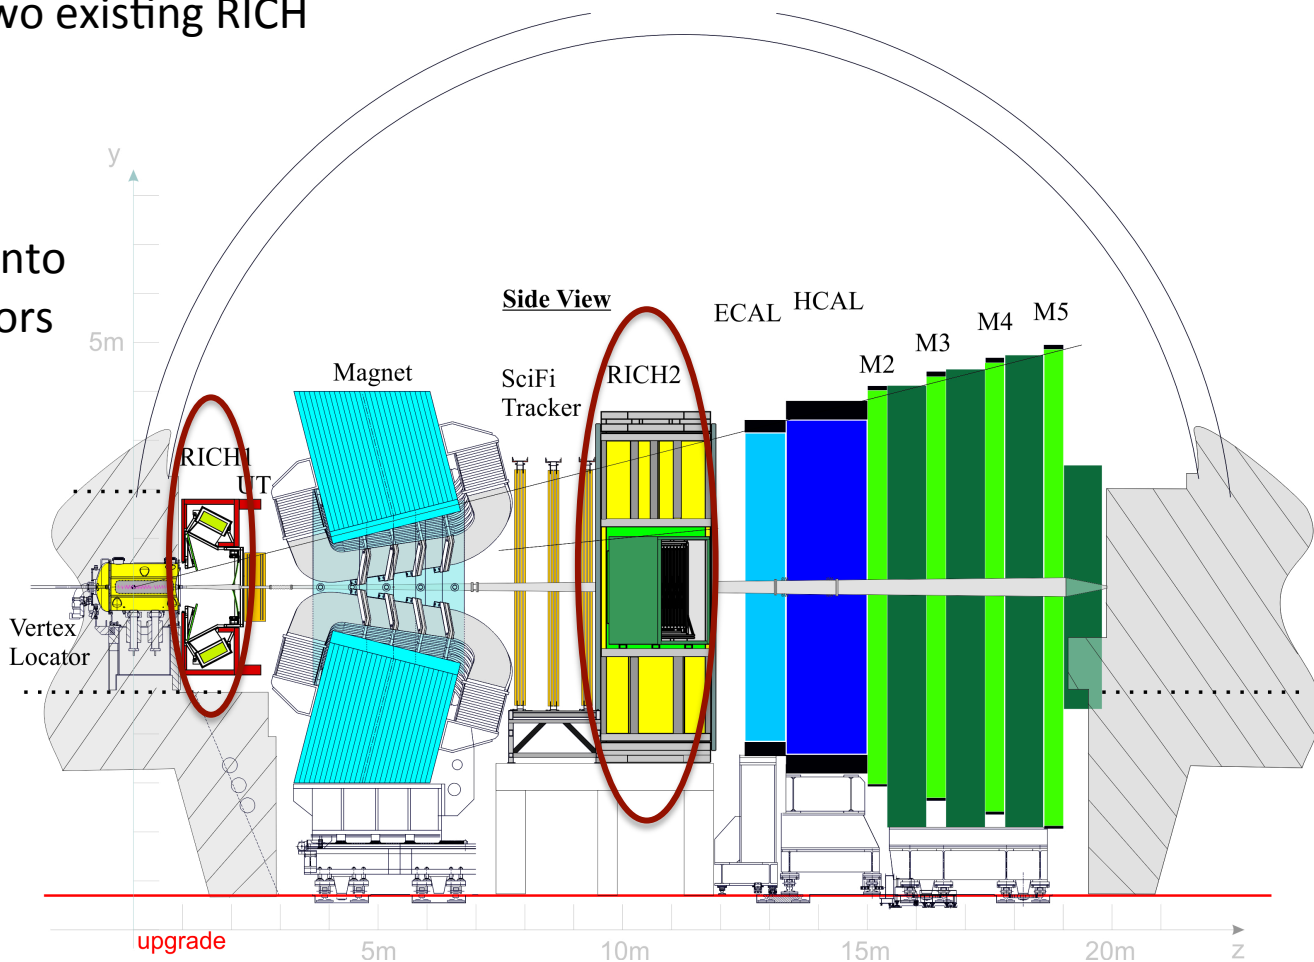 wo existing RICH
y
nto
ors
5m
Side View
ECAL
HCAL
M2
M3
M4
M5
Magnet
SciFi
Tracker
RICH2
RICH1
UT
Vertex
Locator
upgrade
5m
10m
15m
20m
z